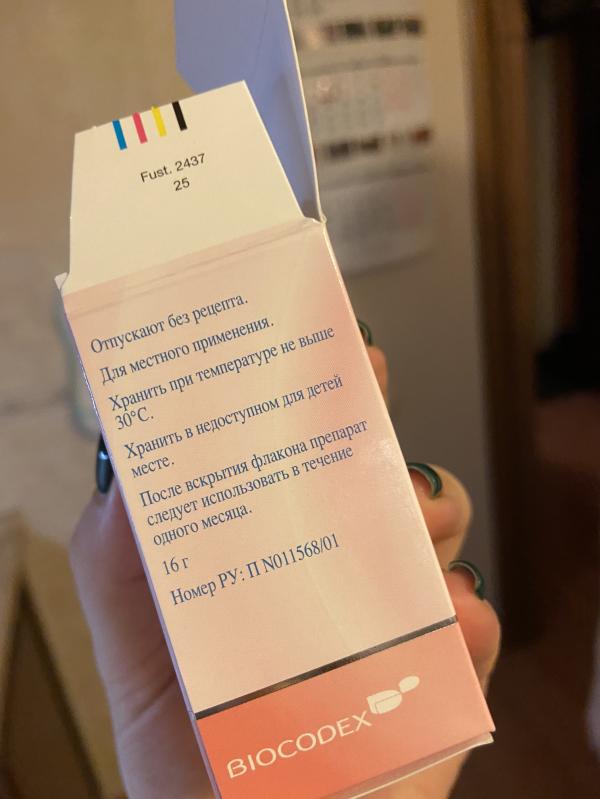 Fust. 2437
25
Отпускают без рецепта.
Для местного применения.
Хранить при температуре не выше
30°С.
Хранить в недоступном для детей
месте.
После вскрытия флакона препарат
следует использовать в течение
одного месяца.
16 г
Номер РУ: П N011568/01
BIOCODEX